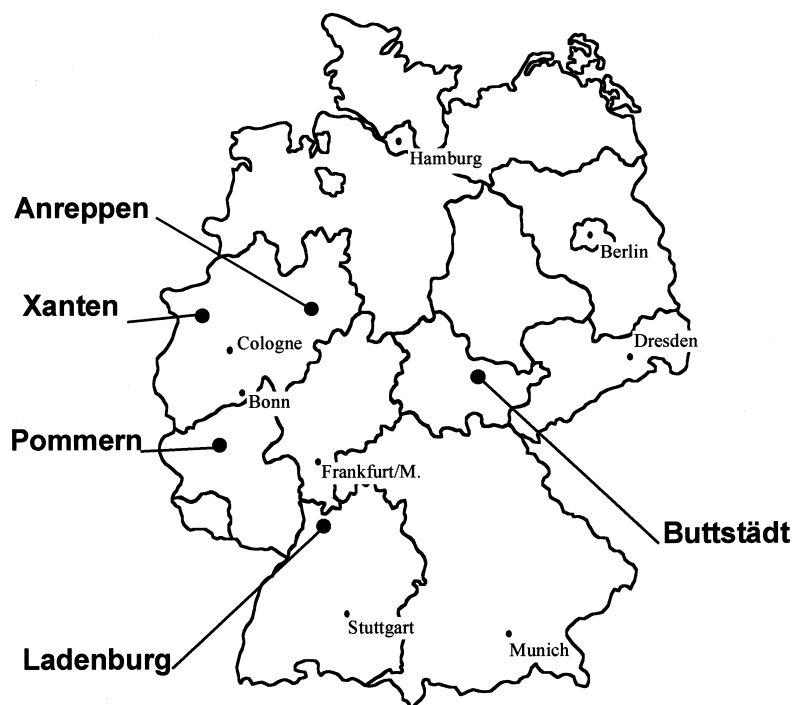 Hamburg
Anreppen
Berlin
Xanten
Cologne
Dresden
Bonn
Pommern
Frankfurt/M.
Buttstädt
Stuttgart
Munich
Ladenburg